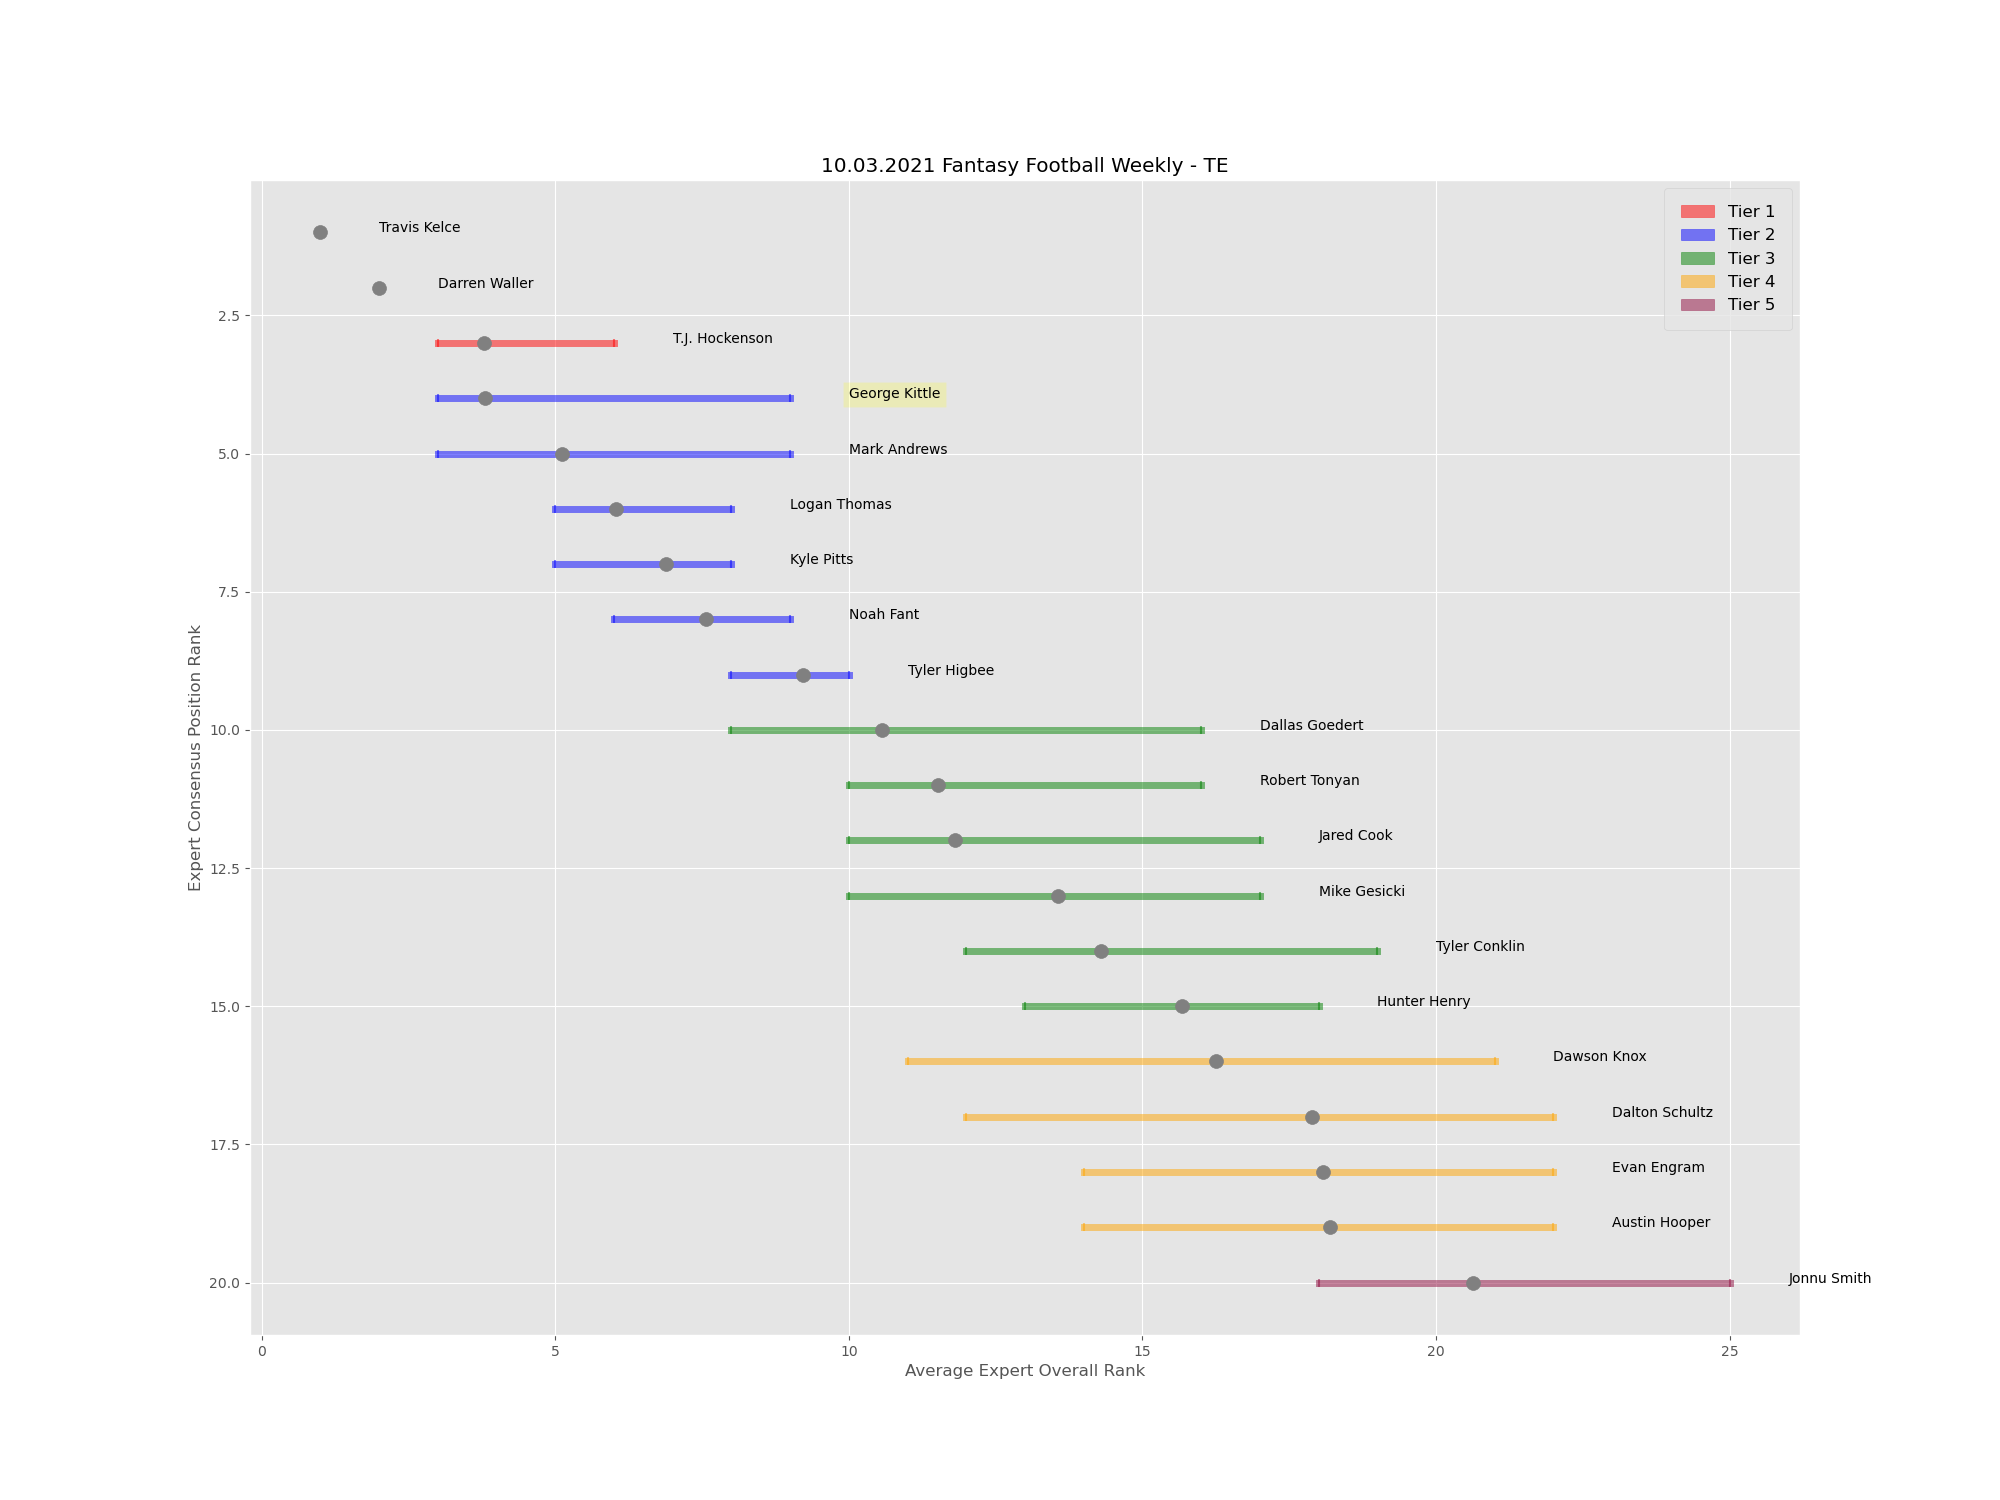 10.03.2021 Fantasy Football Weekly - TE
Tier 1
Tier 2
Tier 3
Tier 4
Tier 5
Travis Kelce
Darren Waller
2.5
T.J. Hockenson
George Kittle
5.0
Mark Andrews
Logan Thomas
Kyle Pitts
7.5
Noah Fant
Tyler Higbee
10.0
Dallas Goedert
Robert Tonyan
Jared Cook
12.5
Mike Gesicki
Tyler Conklin
15.0
Hunter Henry
Dawson Knox
Dalton Schultz
17.5
Evan Engram
Austin Hooper
20.0
Jonnu Smith
Expert Consensus Position Rank
0 5 10 15 20 25
Average Expert Overall Rank